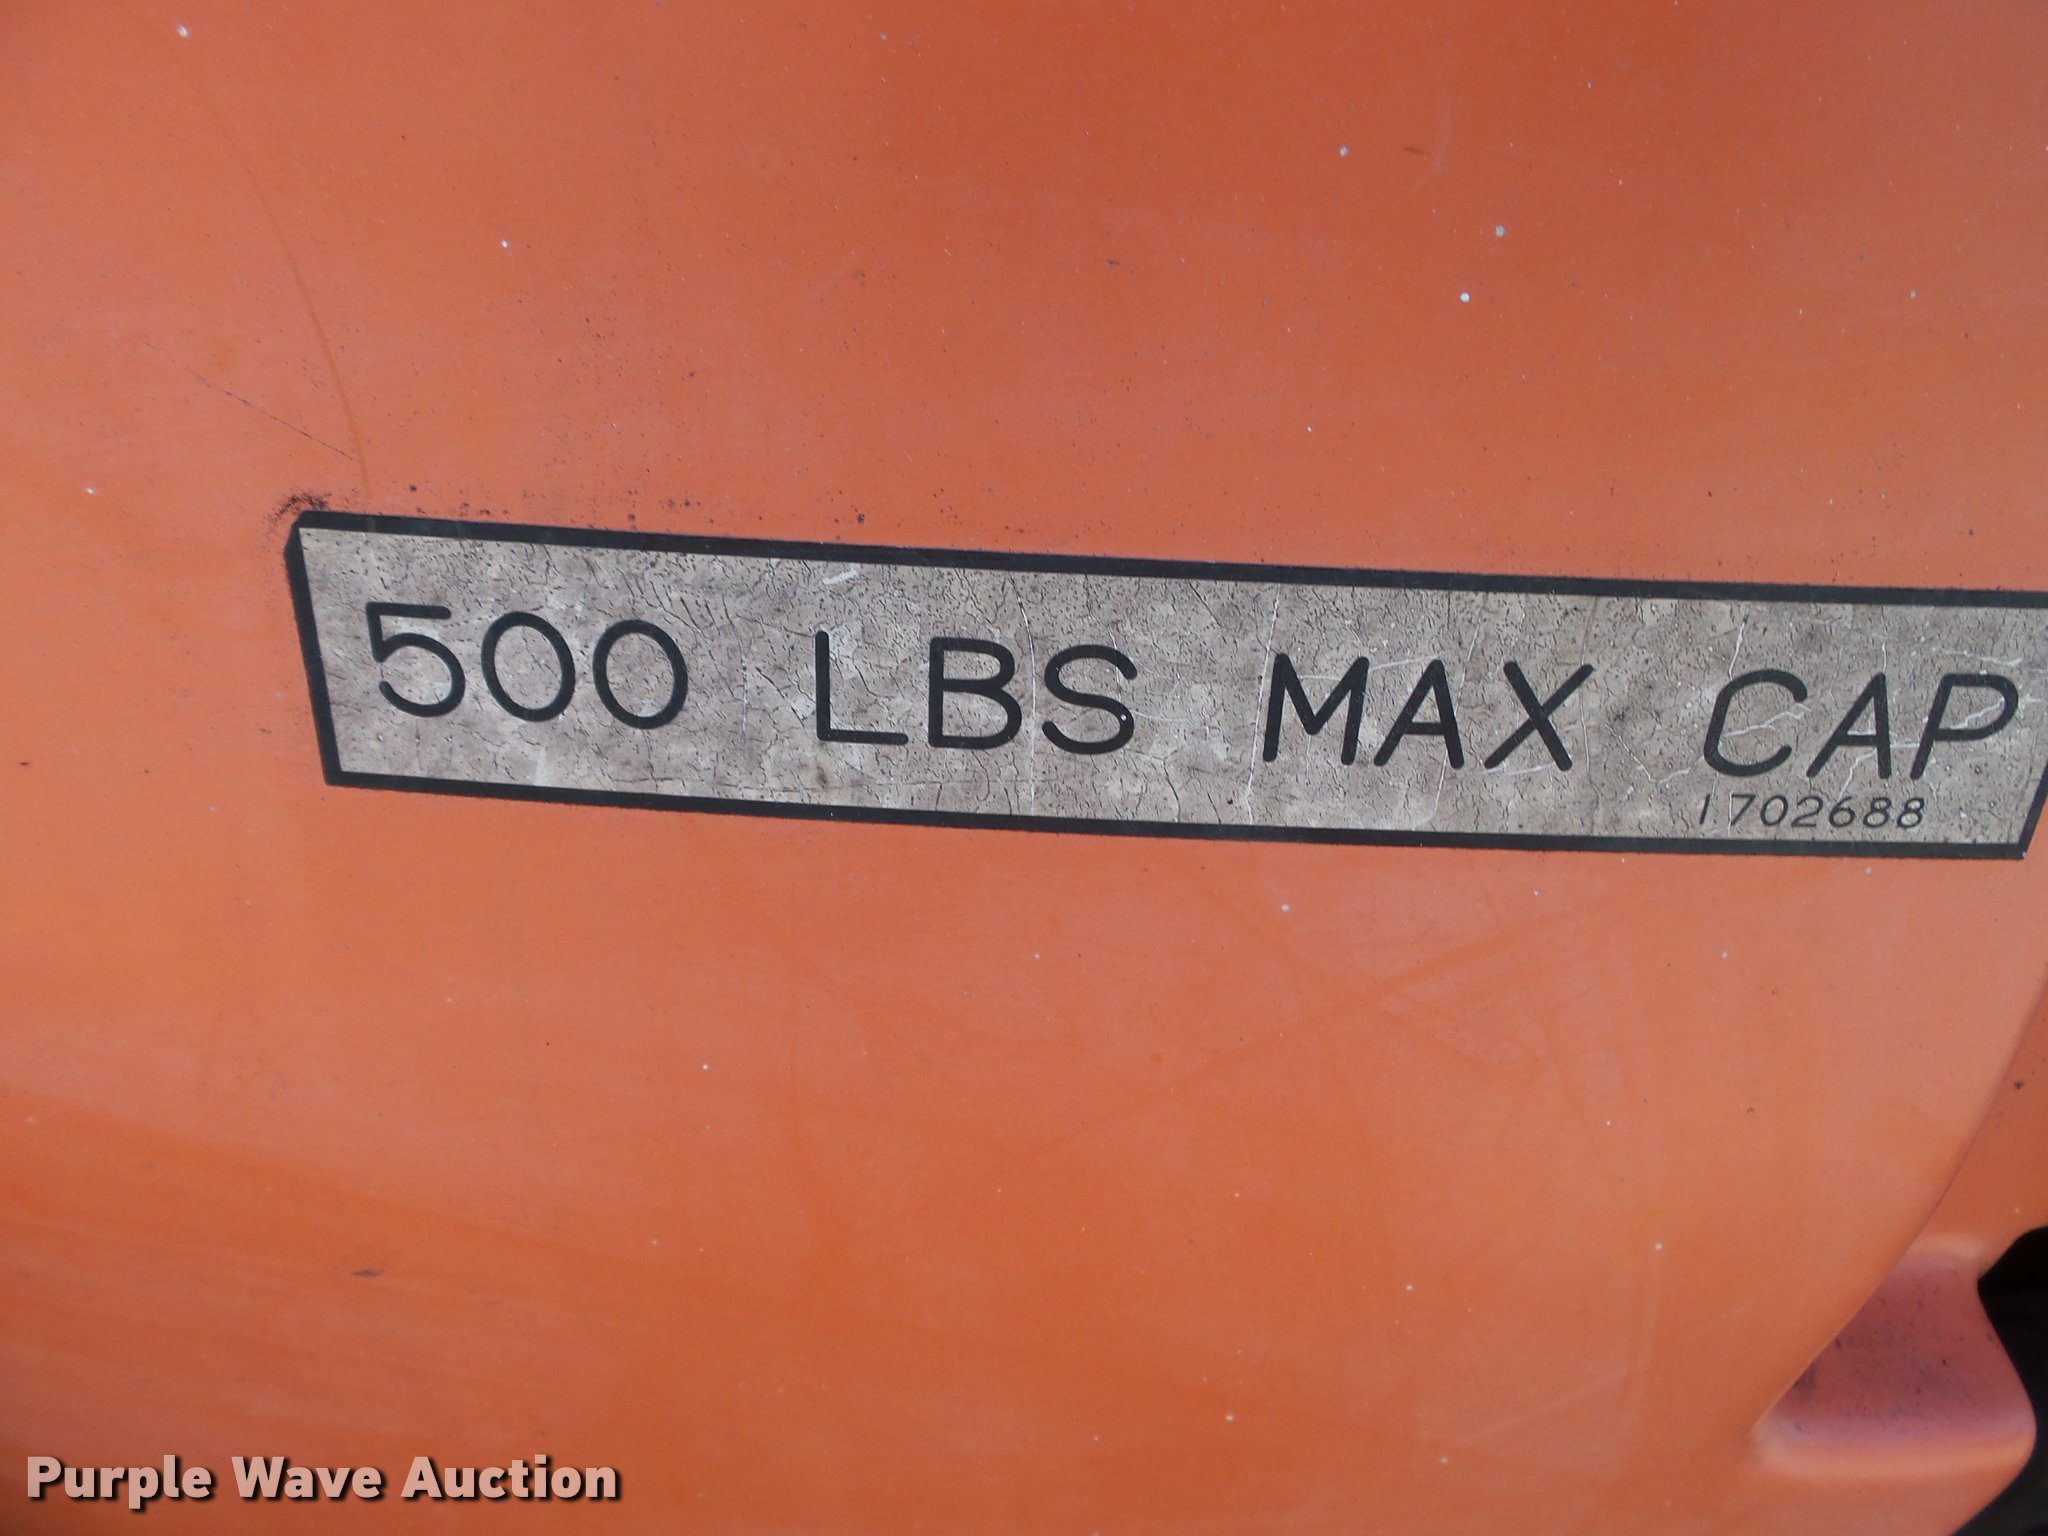 500 LBS MAX CAP
1702688
Purple Wave Auction